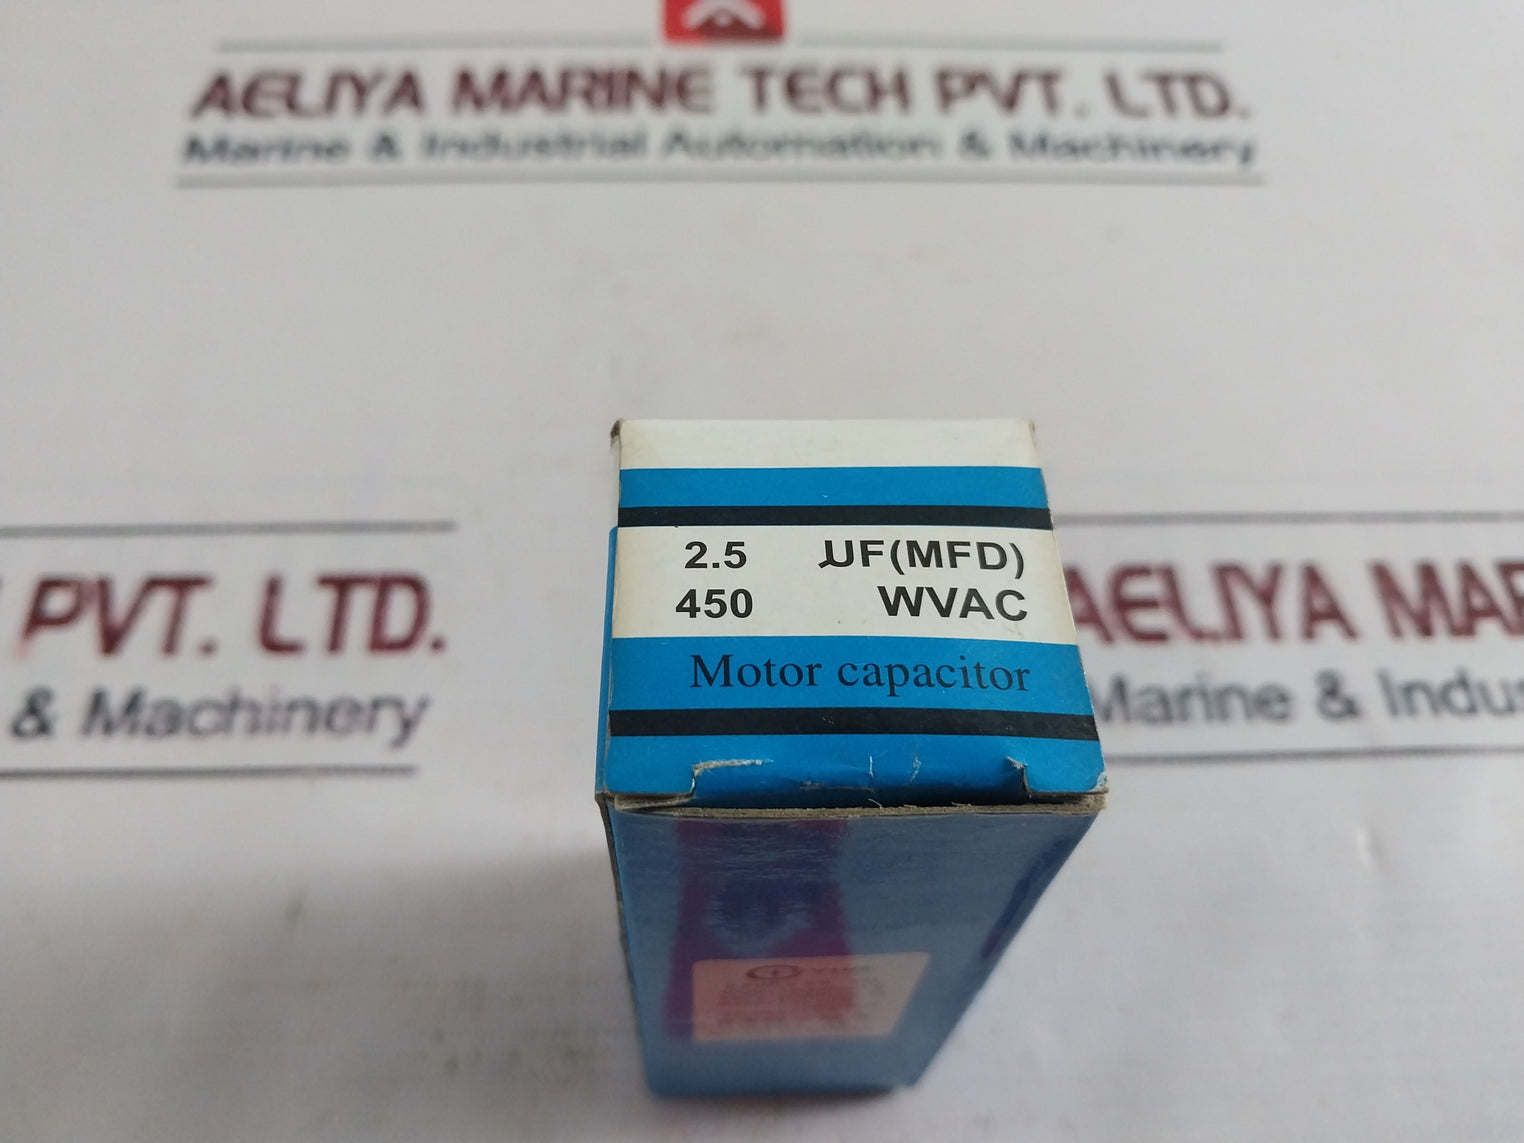 AELIYA MARINE TECH PVT. LTD.
Marine & Industrial Automation & Machinery
2.5 µF(MFD)
450 WVAC
Motor capacitor
PVT. LTD.
& Machinery
AELIYA MAR
Marine & Indus